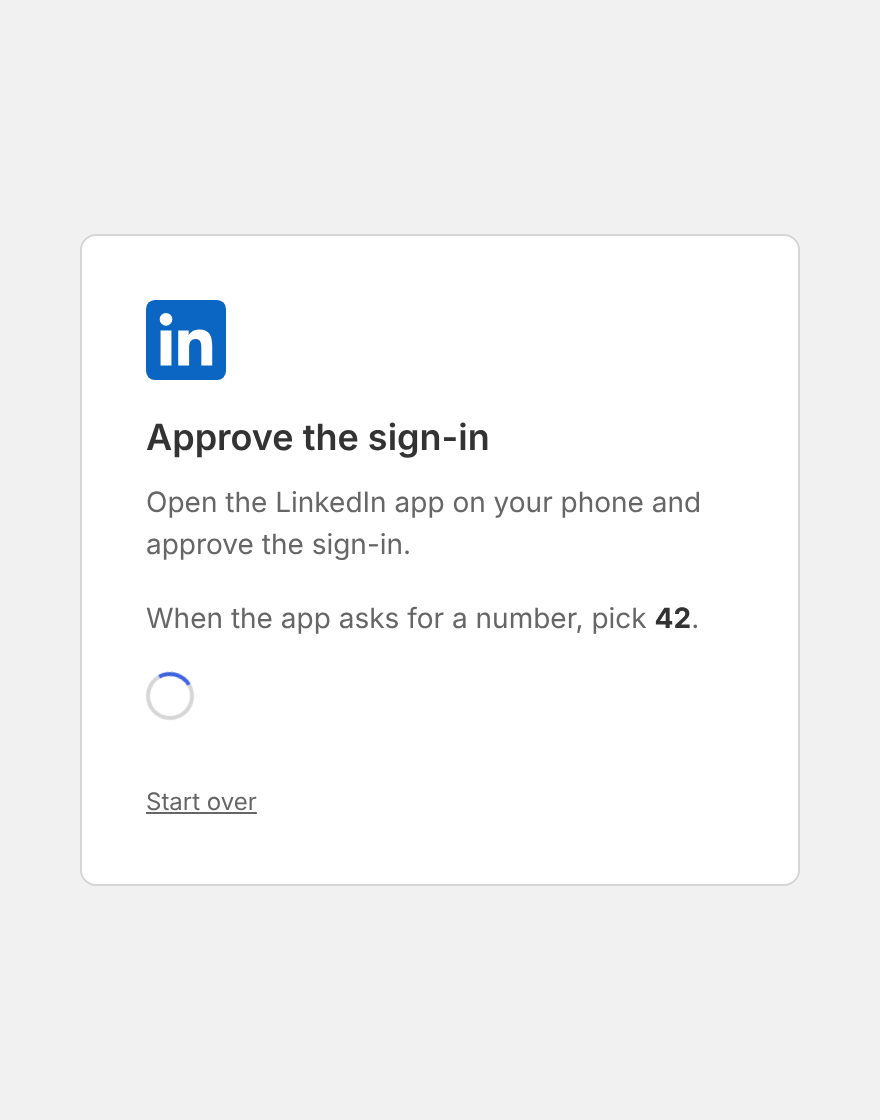 in
Approve the sign-in
Open the LinkedIn app on your phone and
approve the sign-in.
When the app asks for a number, pick 42.
Start over